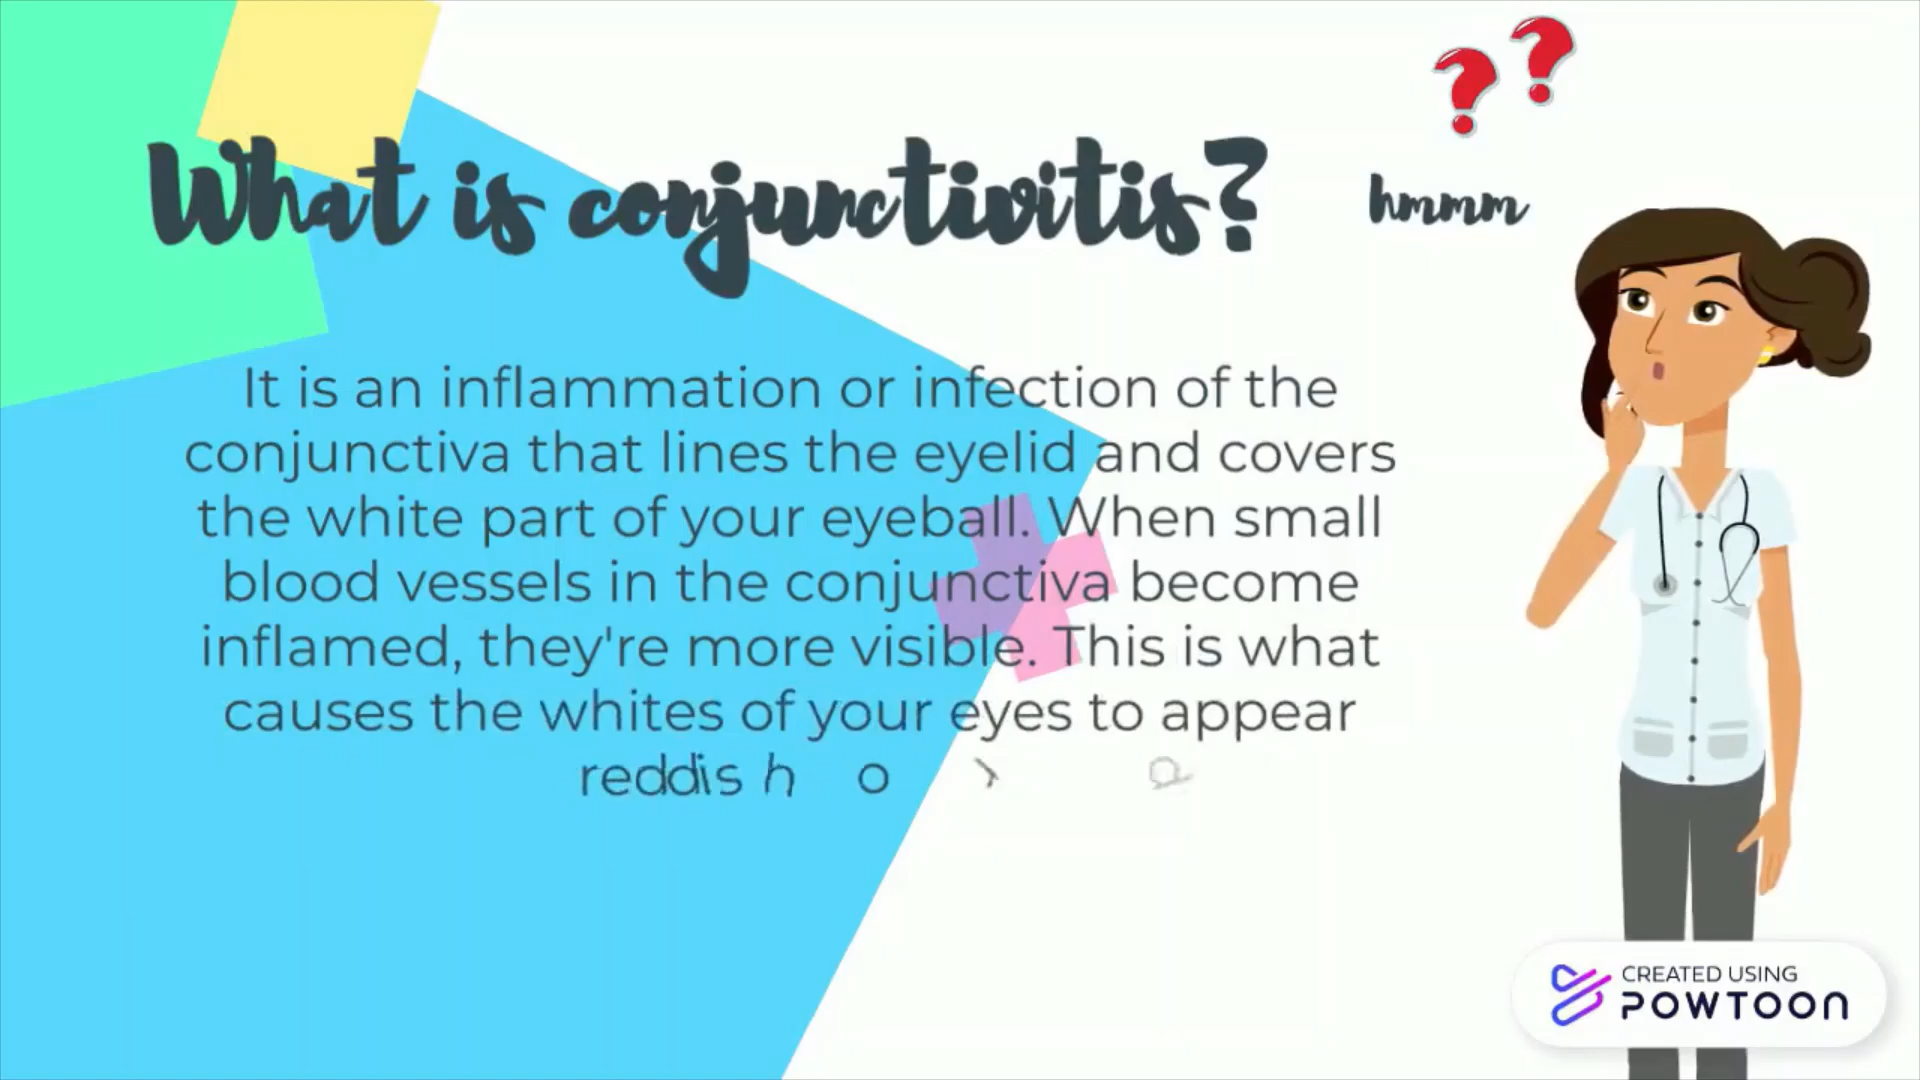 What is conjunctivitis?
hmmm
It is an inflammation or infection of the
conjunctiva that lines the eyelid and covers
the white part of your eyeball. When small
blood vessels in the conjunctiva become
inflamed, they're more visible. This is what
causes the whites of your eyes to appear
reddish
CREATED USING
POWTOON